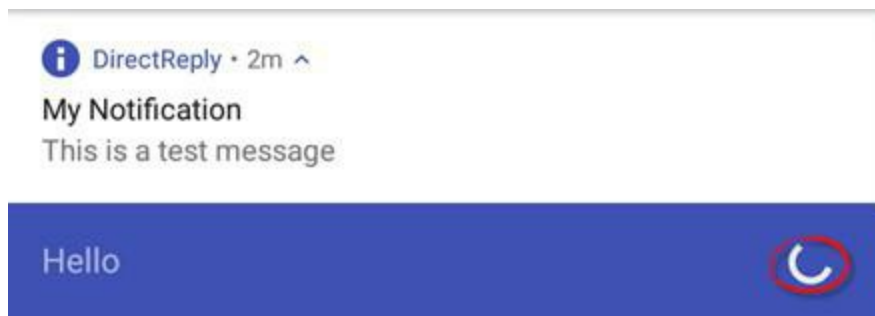 DirectReply • 2m
My Notification
This is a test message
Hello